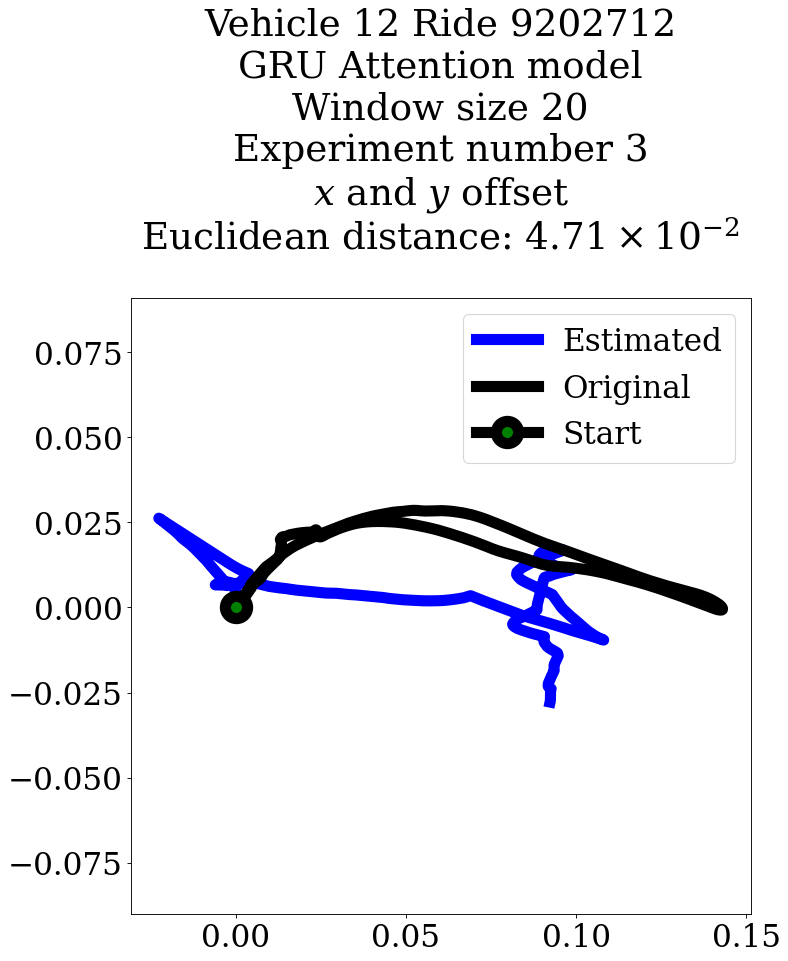 Vehicle 12 Ride 9202712
GRU Attention model
Window size 20
Experiment number 3
x and y offset
Euclidean distance: 4.71 × 10⁻²
Estimated
Original
Start
0.075
0.050
0.025
0.000
−0.025
−0.050
−0.075
0.00 0.05 0.10 0.15